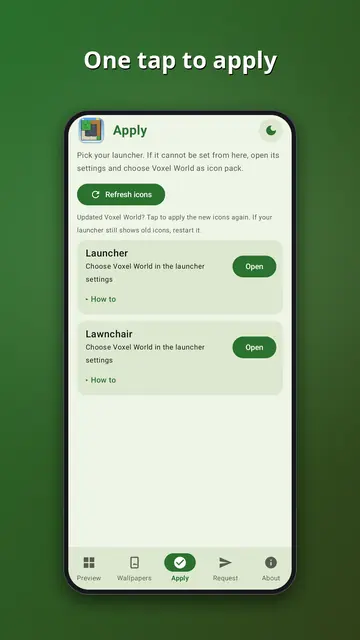 One tap to apply
Apply
Pick your launcher. If it cannot be set from here, open its
settings and choose Voxel World as icon pack.
Refresh icons
Updated Voxel World? Tap to apply the new icons again. If your
launcher still shows old icons, restart it.
Launcher
Choose Voxel World in the launcher
settings
Open
• How to
Lawnchair
Choose Voxel World in the launcher
settings
Open
• How to
Preview
Wallpapers
Apply
Request
About